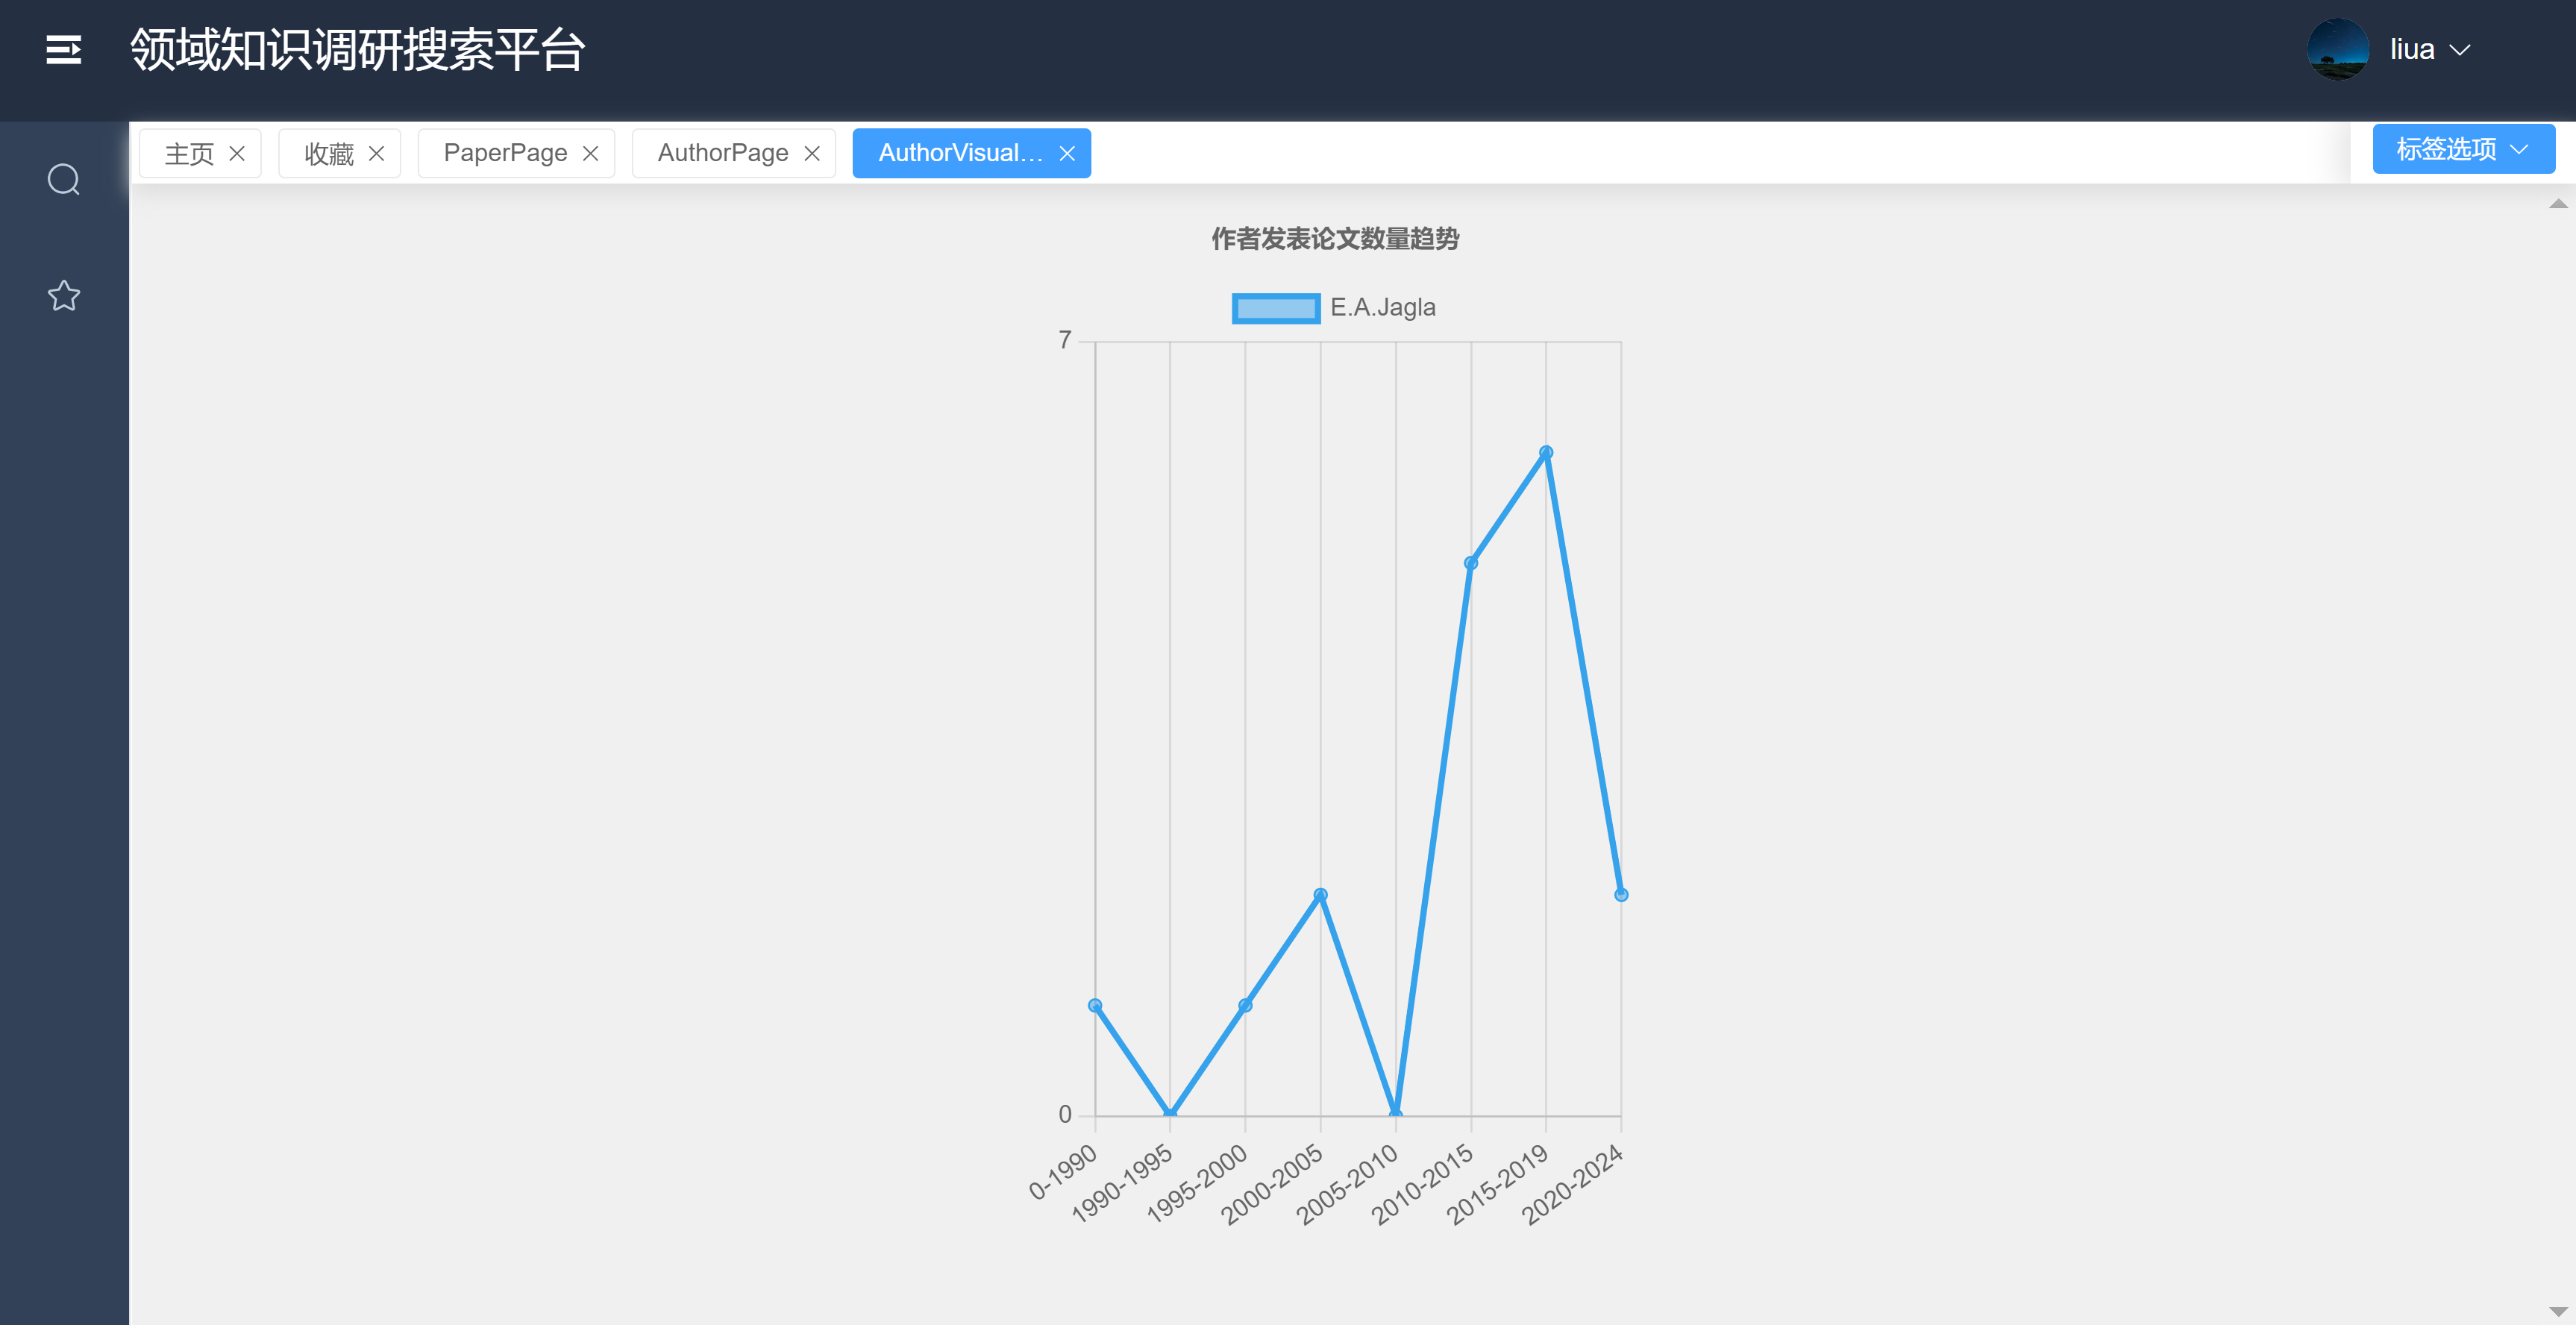 领域知识调研搜索平台
liua
主页
收藏
PaperPage
AuthorPage
AuthorVisual...
标签选项
作者发表论文数量趋势
E.A.Jagla
7
0
0-1990
1990-1995
1995-2000
2000-2005
2005-2010
2010-2015
2015-2019
2020-2024